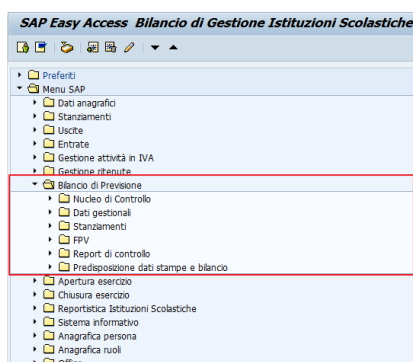 SAP Easy Access Bilancio di Gestione Istituzioni Scolastiche
Preferiti
Menu SAP
Dati anagrafici
Stanziamenti
Uscite
Entrate
Gestione attività in IVA
Gestione ritenute
Bilancio di Previsione
Nucleo di Controllo
Dati gestionali
Stanziamenti
FPV
Report di controllo
Predisposizione dati stampe e bilancio
Apertura esercizio
Chiusura esercizio
Reportistica Istituzioni Scolastiche
Sistema informativo
Anagrafica persona
Anagrafica ruoli